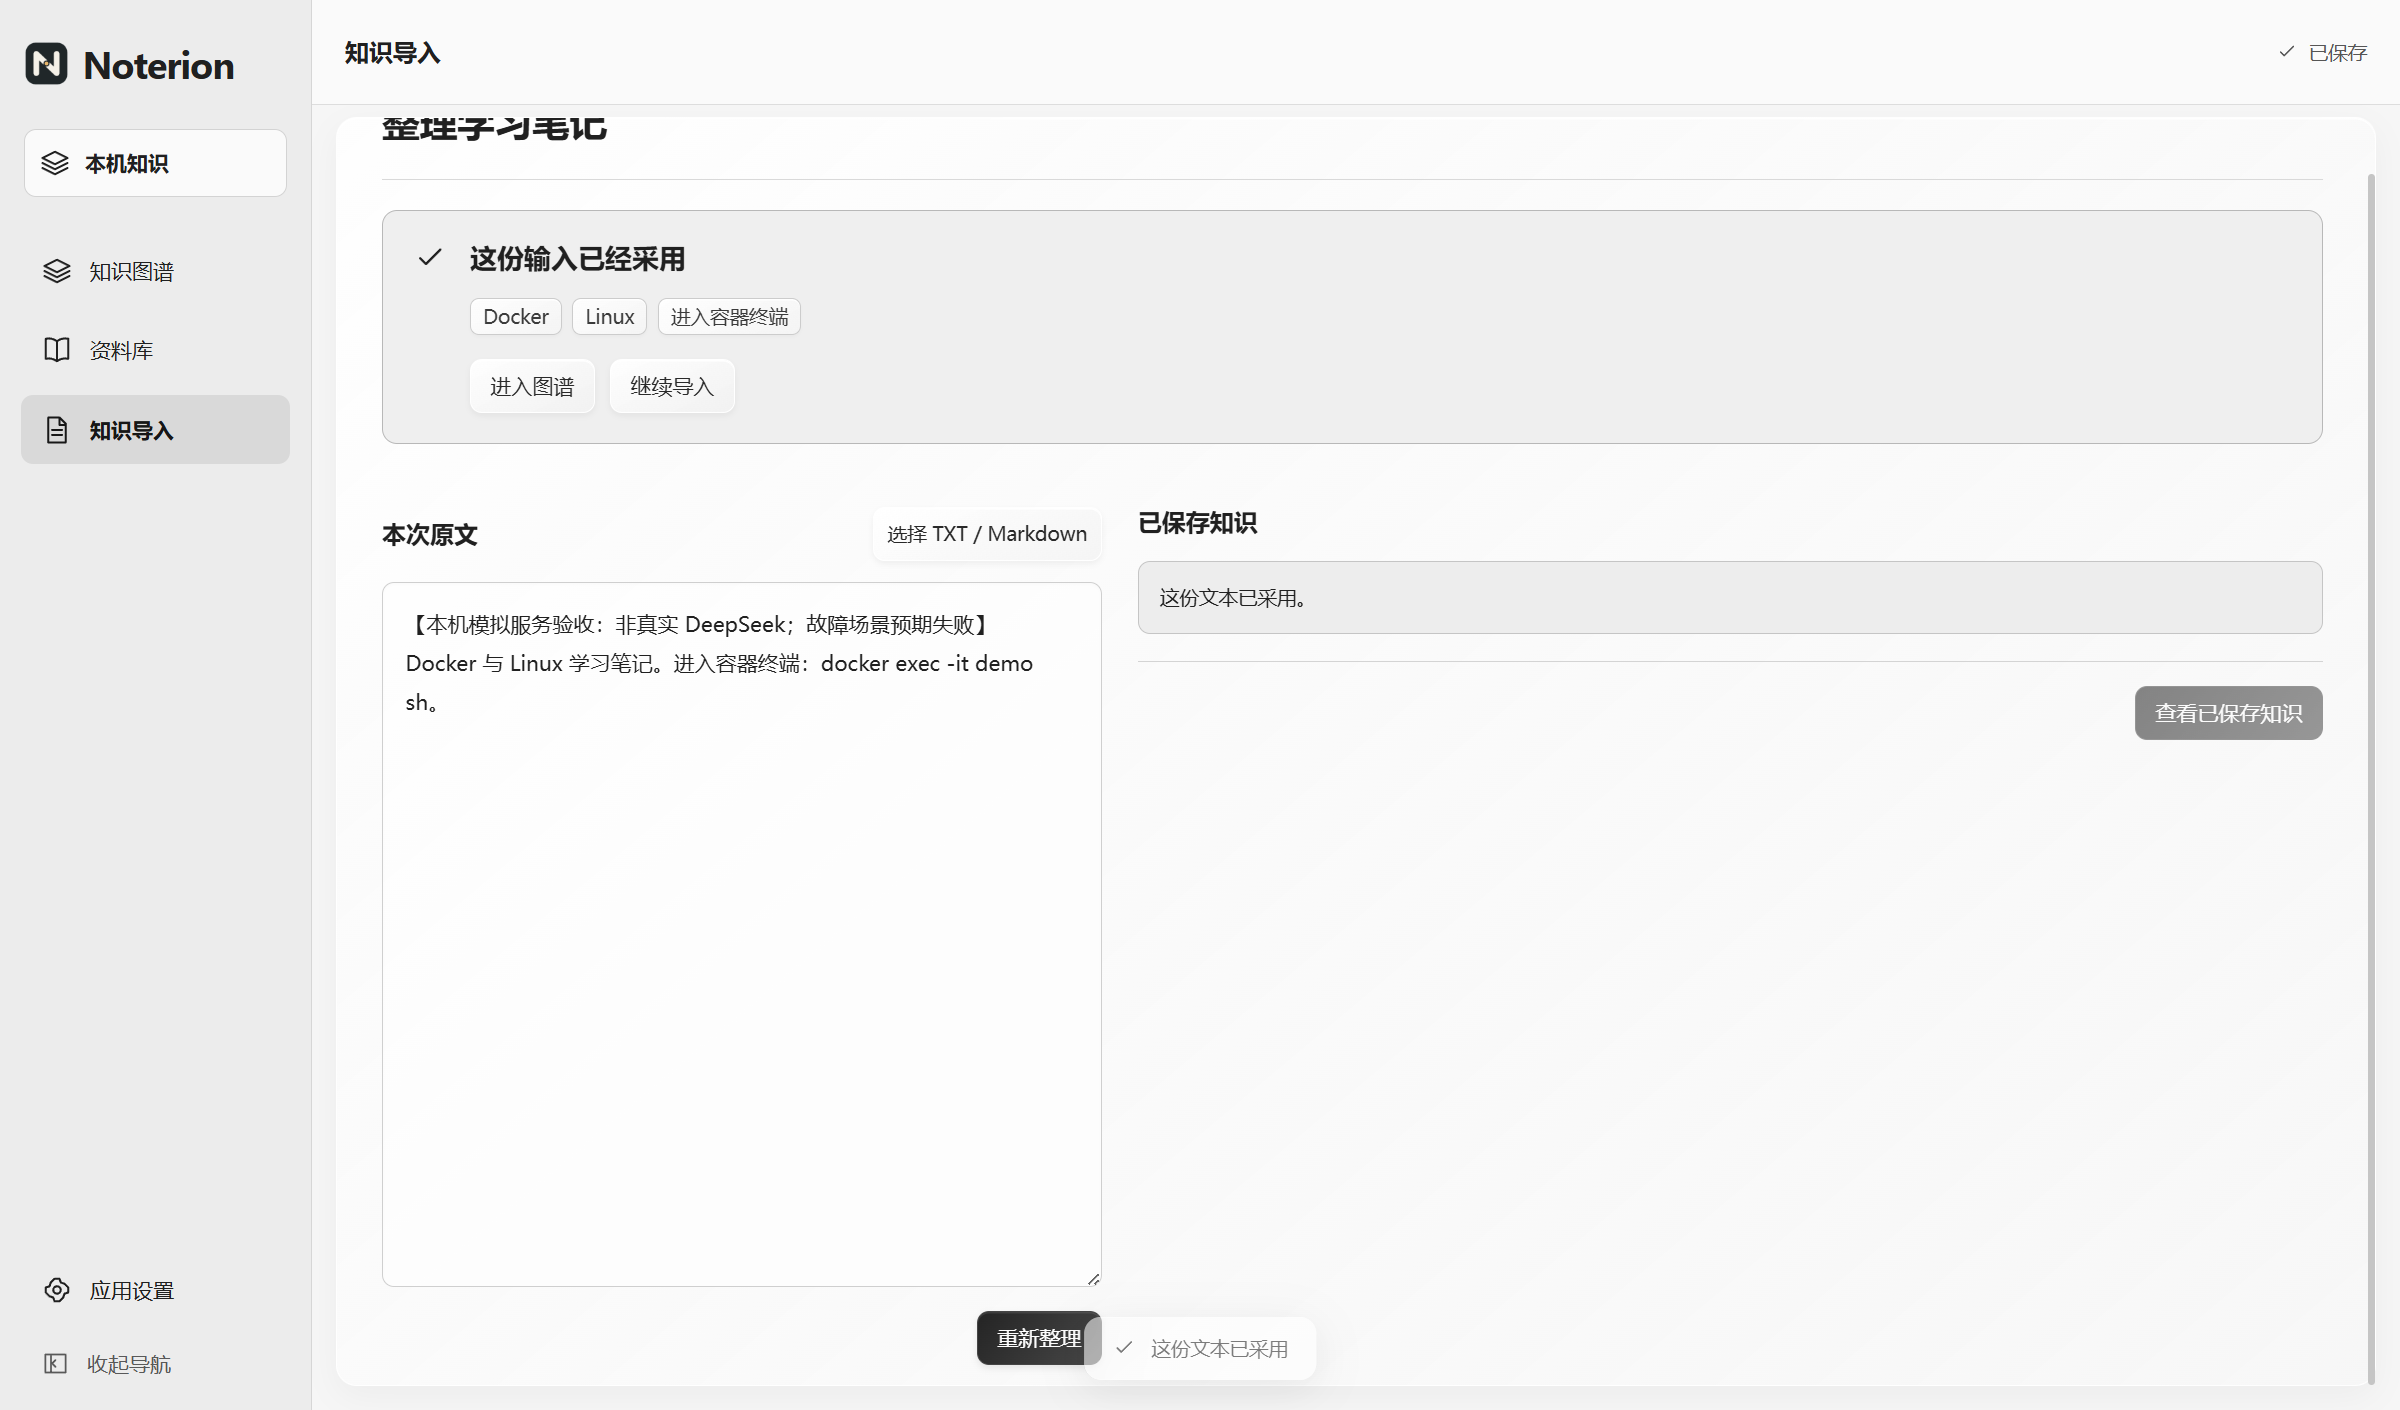 Noterion
本机知识
知识图谱
资料库
知识导入
应用设置
收起导航
知识导入
已保存
整理学习笔记
这份输入已经采用
Docker
Linux
进入容器终端
进入图谱
继续导入
本次原文
选择 TXT / Markdown
【本机模拟服务验收：非真实 DeepSeek；故障场景预期失败】
Docker 与 Linux 学习笔记。进入容器终端：docker exec -it demo
sh。
重新整理
已保存知识
这份文本已采用。
查看已保存知识
这份文本已采用